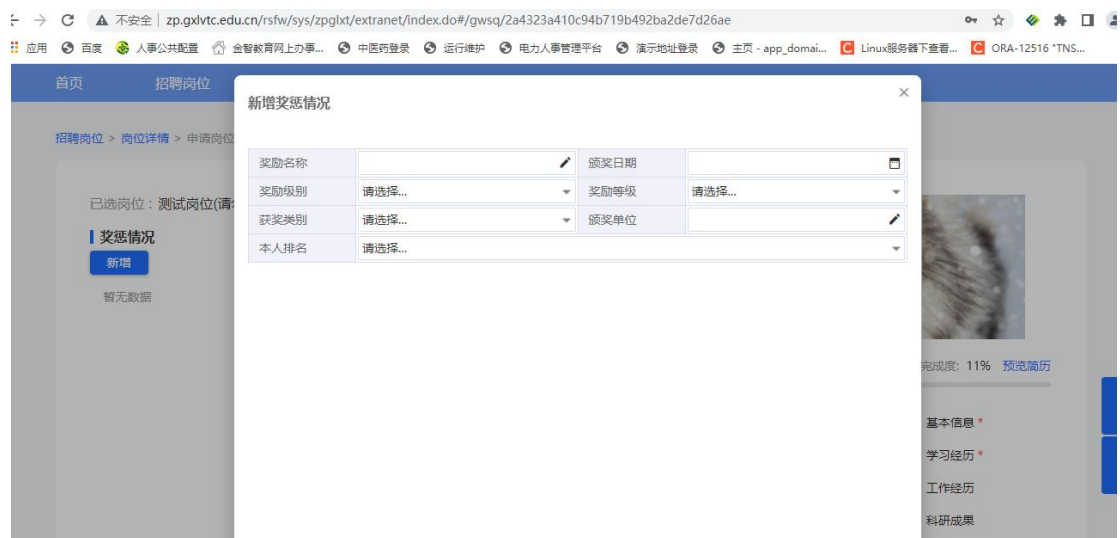 不安全 | zp.gxlvtc.edu.cn/rsfw/sys/zpglxt/extranet/index.do#/gwsq/2a4323a410c94b719b492ba2de7d26ae
应用 百度 人事公共配置 金智教育网上办事... 中医药登录 运行维护 电力人事管理平台 演示地址登录 主页 - app_domai... Linux服务器下查看... ORA-12516 "TNS...
首页 招聘岗位
新增奖惩情况 ×
招聘岗位 > 岗位详情 > 申请岗位
奖励名称 颁奖日期
奖励级别 请选择... 奖励等级 请选择...
已选岗位：测试岗位(请
获奖类别 请选择... 颁奖单位
奖惩情况
本人排名 请选择...
新增
暂无数据
完成度: 11% 预览简历
基本信息 *
学习经历 *
工作经历
科研成果